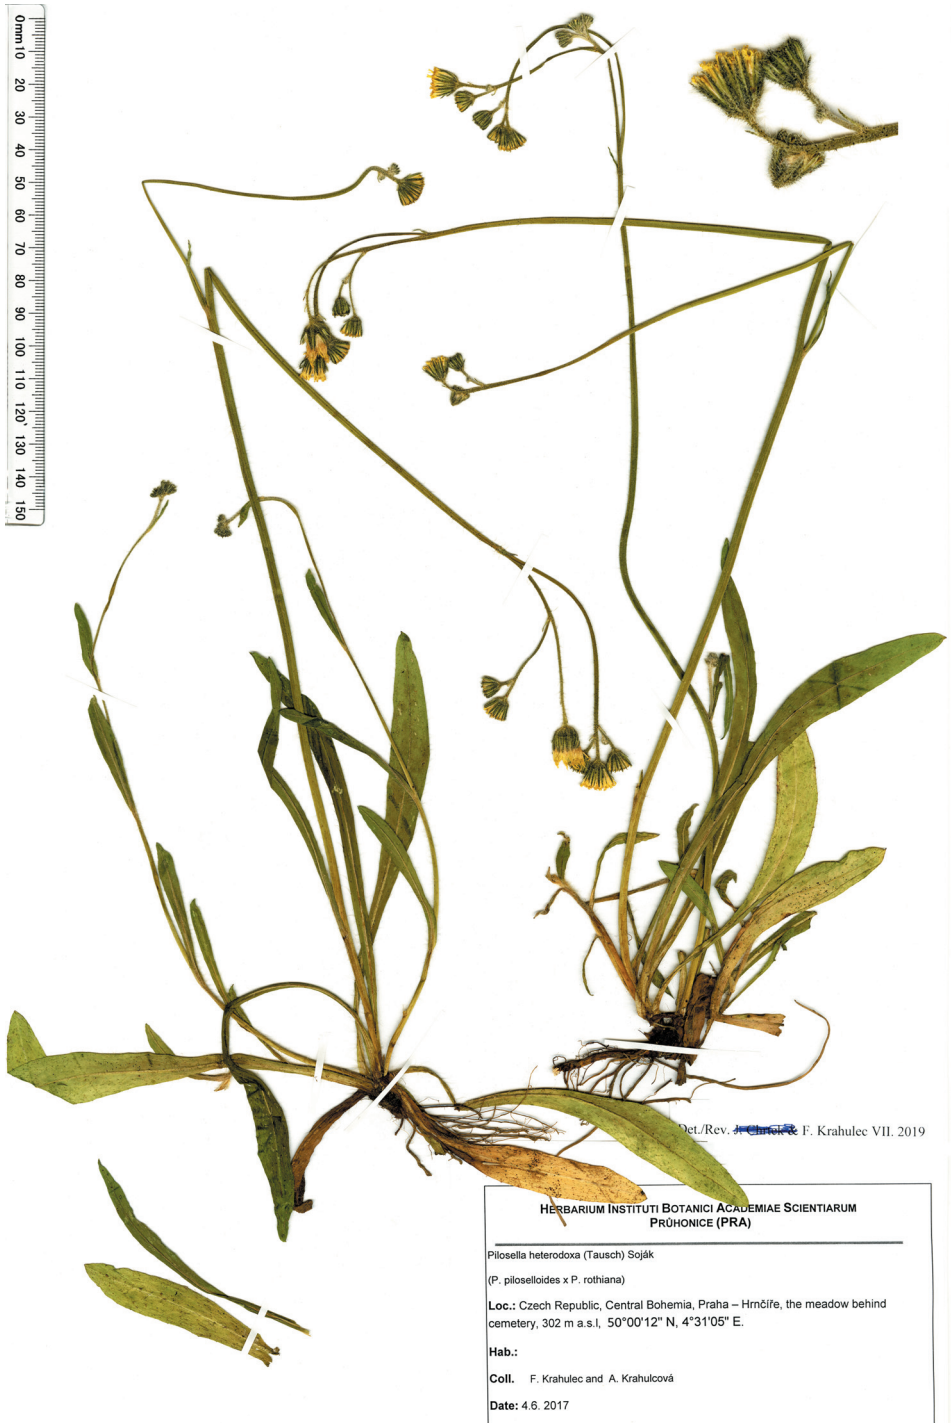 0mm
10
20
30
40
50
60
70
80
90
100
110
120
130
140
150
Det./Rev. & F. Krahulec VII. 2019
HERBARIUM INSTITUTI BOTANICI ACADEMIAE SCIENTIARUM
PRŮHONICE (PRA)
Pilosella heterodoxa (Tausch) Soják
(P. piloselloides x P. rothiana)
Loc.: Czech Republic, Central Bohemia, Praha – Hrnčíře, the meadow behind
cemetery, 302 m a.s.l, 50°00'12" N, 4°31'05" E.
Hab.:
Coll. F. Krahulec and A. Krahulcová
Date: 4.6. 2017